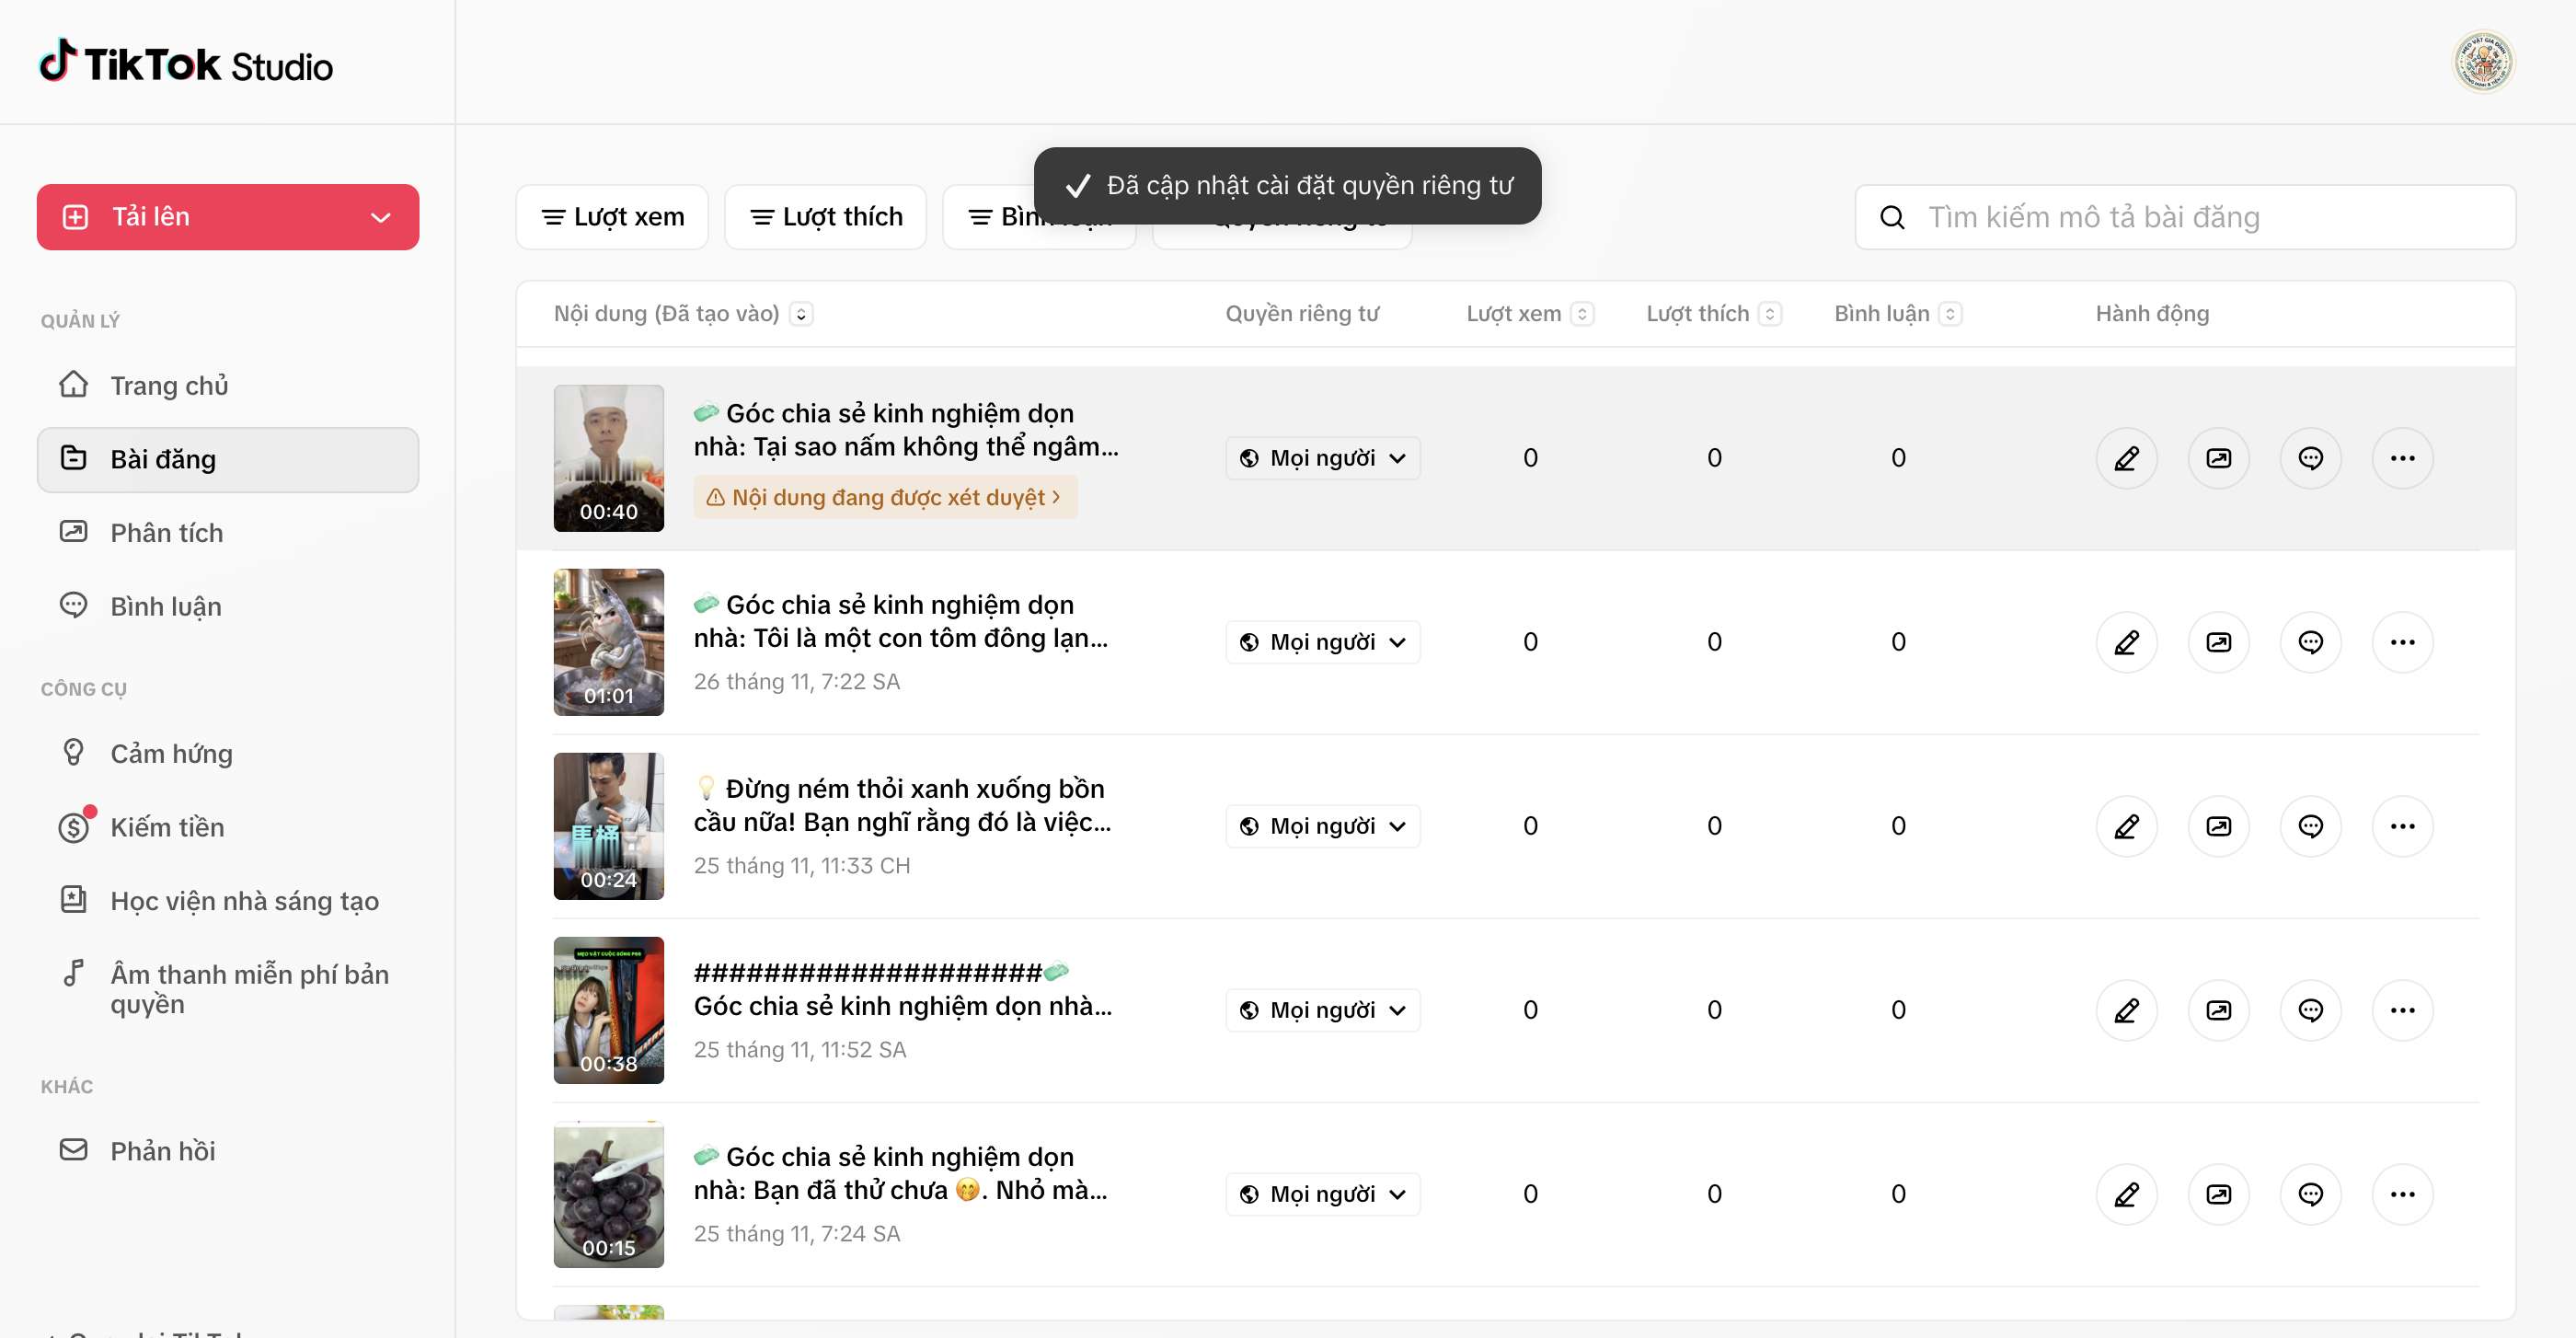 TikTok Studio
Đã cập nhật cài đặt quyền riêng tư
Tải lên
Lượt xem
Lượt thích
Tìm kiếm mô tả bài đăng
QUẢN LÝ
Trang chủ
Bài đăng
Phân tích
Bình luận
CÔNG CỤ
Cảm hứng
Kiếm tiền
Học viện nhà sáng tạo
Âm thanh miễn phí bản
quyền
KHÁC
Phản hồi
Nội dung (Đã tạo vào)
Quyền riêng tư
Lượt xem
Lượt thích
Bình luận
Hành động
00:40
Góc chia sẻ kinh nghiệm dọn
nhà: Tại sao nấm không thể ngâm...
Nội dung đang được xét duyệt
Mọi người
0
0
0
01:01
Góc chia sẻ kinh nghiệm dọn
nhà: Tôi là một con tôm đông lạn...
26 tháng 11, 7:22 SA
Mọi người
0
0
0
馬桶
00:24
Đừng ném thỏi xanh xuống bồn
cầu nữa! Bạn nghĩ rằng đó là việc...
25 tháng 11, 11:33 CH
Mọi người
0
0
0
00:38
####################
Góc chia sẻ kinh nghiệm dọn nhà...
25 tháng 11, 11:52 SA
Mọi người
0
0
0
00:15
Góc chia sẻ kinh nghiệm dọn
nhà: Bạn đã thử chưa 🤭. Nhỏ mà...
25 tháng 11, 7:24 SA
Mọi người
0
0
0